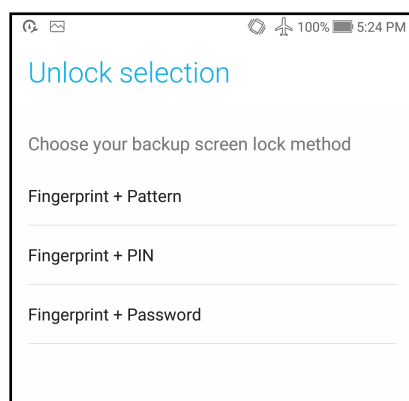 100% 5:24 PM
Unlock selection
Choose your backup screen lock method
Fingerprint + Pattern
Fingerprint + PIN
Fingerprint + Password